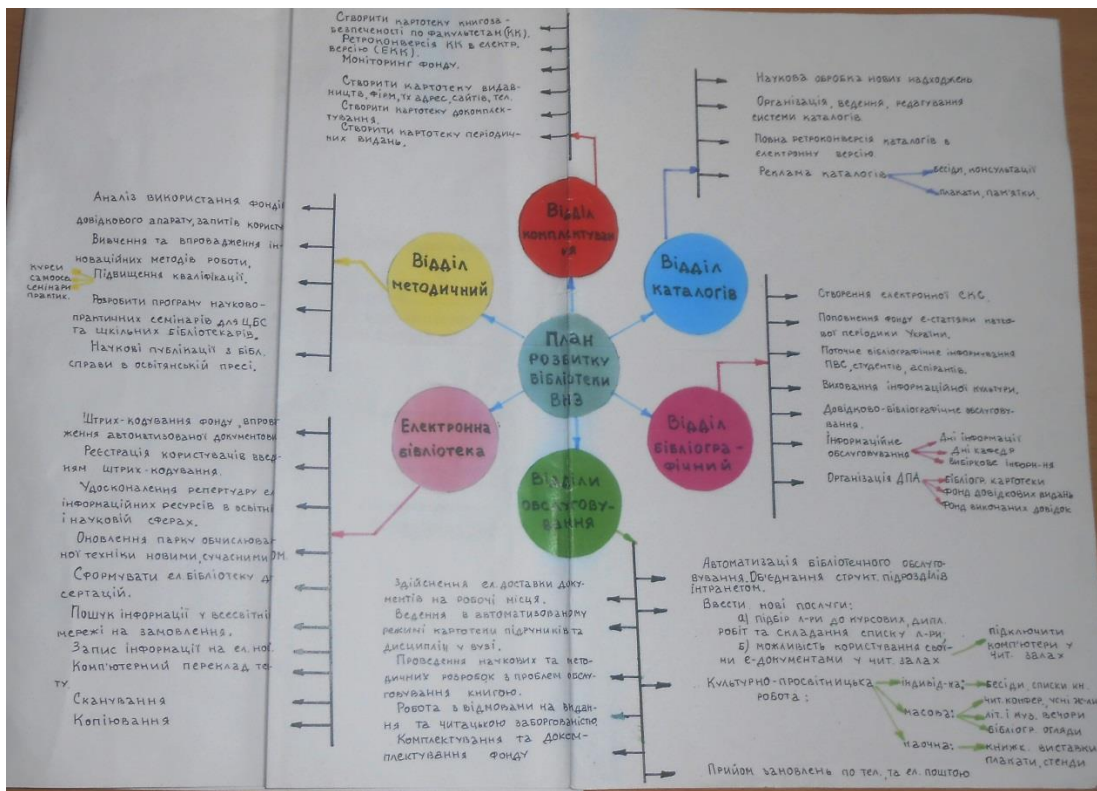 Створити картотеку книгоза-
безпеченості по факультетам (КК).
Ретроконверсія КК в електр.
версію (ЕКК).
Моніторинг фонду.
Створити картотеку видав-
ництв, фірм, їх адрес, сайтів, тел.
Створити картотеку докомплек-
тування.
Створити картотеку періодич-
них видань.
Відділ
комплектуван
ня
Наукова обробка нових надходжень
Організація, ведення, редагування
системи каталогів.
Повна ретроконверсія каталогів в
електронну версію.
Реклама каталогів
бесіди, консультації
плакати, пам'ятки.
Відділ
каталогів
Аналіз використання фондів
довідкового апарату, запитів корист
Вивчення та впровадження ін-
новаційних методів роботи.
Підвищення кваліфікації.
курси
самоос
семінари
практик.
Розробити програму науково-
практичних семінарів для ЦБС
та шкільних бібліотекарів.
Наукові публікації з бібл.
справи в освітянській пресі.
Відділ
методичний
План
розвитку
бібліотеки
ВНЗ
Створення електронної СКС.
Поповнення фонду е-статтями
вої періодики України.
Поточне бібліографічне інформування
ПВС, студентів, аспірантів.
Виховання інформаційної культури.
Довідково-бібліографічне обслугову-
вання.
Інформаційне
обслуговування
Дні інформації
Дні кафедр
Вибіркове інформ-ня
Організація ДПА
бібліогр. картотеки
Фонд довідкових видань
Фонд виконаних довідок
Відділ
бібліогра-
фічний
Електронна
бібліотека
Штрих-кодування фонду, впров
ження автоматизованої документови
Реєстрація користувачів введ
ням штрих-кодування.
Удосконалення репертуару ел
інформаційних ресурсів в освітні
і науковій сферах.
Оновлення парку обчислював
ної техніки новими, сучасними
Сформувати ел. бібліотеку д
сертацій.
Пошук інформації у всесвітні
мережі на замовлення.
Запис інформації на ел. нос.
Комп'ютерний переклад те
ту.
Сканування
Копіювання
Відділи
обслугову-
вання
Здійснення ел. доставки доку-
ментів на робочі місця.
Ведення в автоматизованому
режимі картотеки підручників та
дисциплін у вузі.
Проведення наукових та мето-
дичних розробок з проблем обслу-
говування книгою.
Робота з відмовами на видан-
ня та читацькою заборгованістю
Комплектування та доком-
плектування фонду
Автоматизація бібліотечного обслуго-
вування. Об'єднання структ. підрозділів
інтранетом.
Ввести нові послуги:
а) підбір л-ри до курсових, дипл.
робіт та складання списку л-ри,
б) можливість користування свої-
ми е-документами у чит. залах
підключити
комп'ютери у
чит. залах
Культурно-просвітницька
робота:
індивід-на:
бесіди, списки кн.
масова:
чит. конфер, усні
літ. і муз. вечори
бібліогр. огляди
наочна:
книжк. виставки
плакати, стенди
Прийом замовлень по тел. та ел. поштою